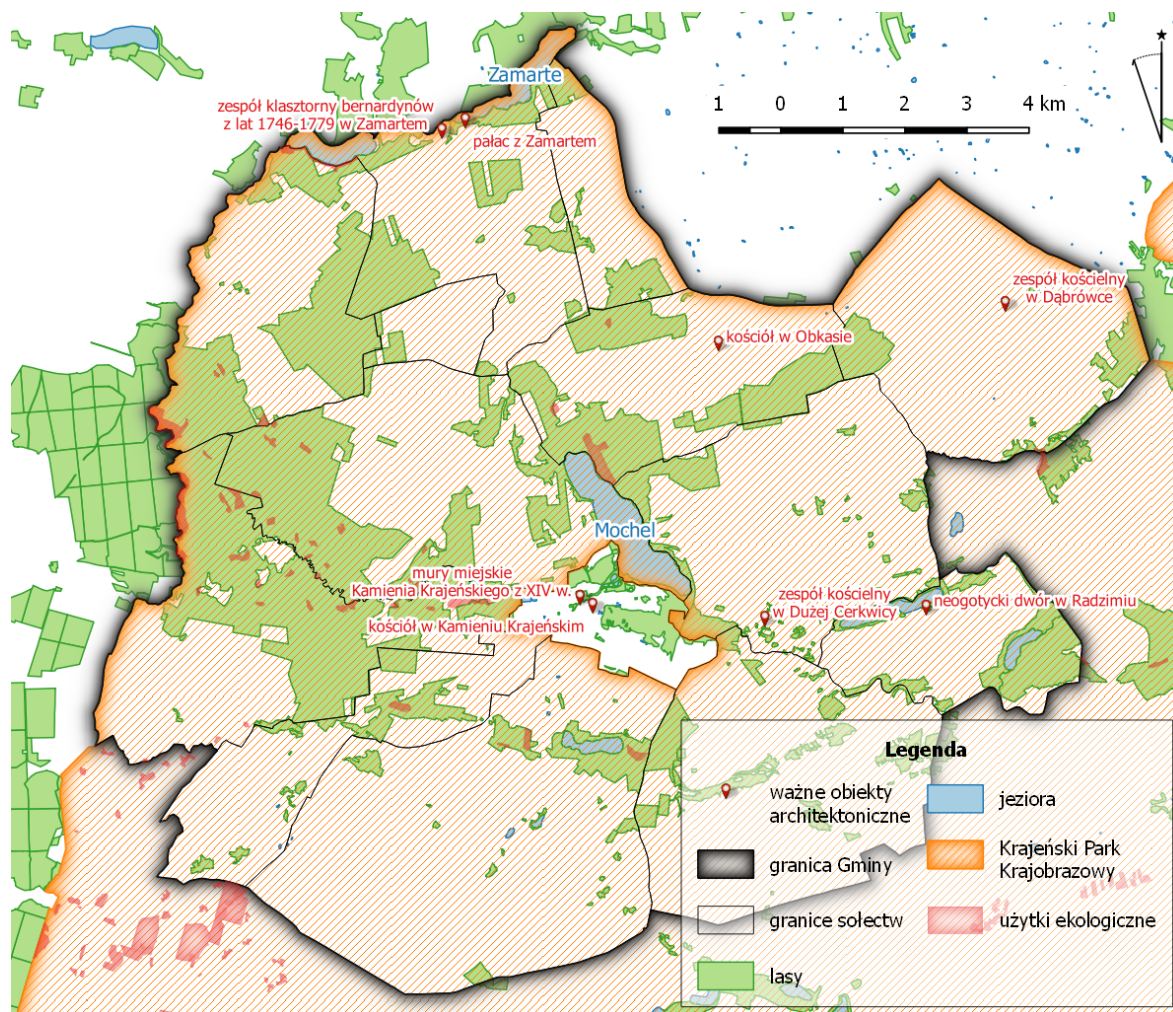 Zamarte
zespół klasztorny bernardynów
z lat 1746-1779 w Zamartem
pałac z Zamartem
1 0 1 2 3 4 km
zespół kościelny
w Dąbrówce
kościół w Obkasie
Mochel
mury miejskie
Kamienia Krajeńskiego z XIV w.
kościół w Kamieniu Krajeńskim
zespół kościelny
w Dużej Cerkwicy
neogotycki dwór w Radzimiu
Legenda
ważne obiekty
architektoniczne
granica Gminy
granice sołectw
lasy
jeziora
Krajeński Park
Krajobrazowy
użytki ekologiczne